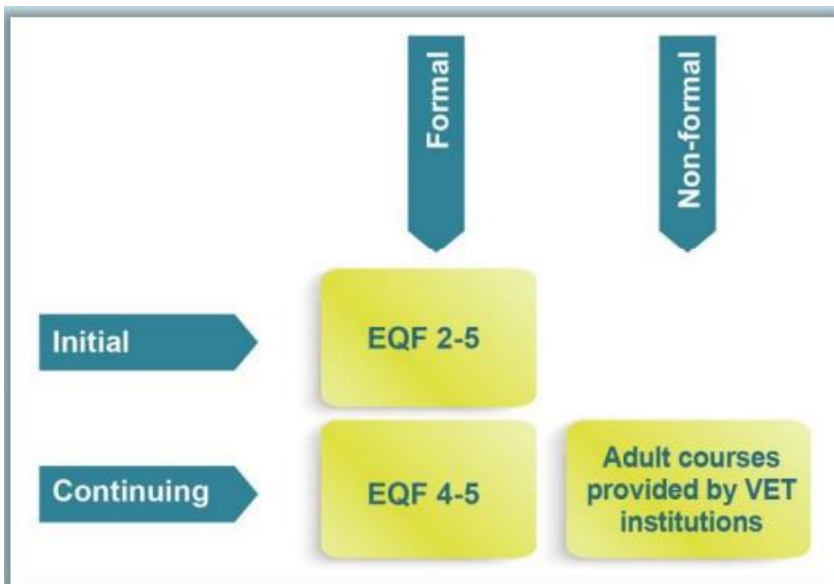 Formal
Non-formal
Initial
EQF 2-5
Continuing
EQF 4-5
Adult courses
provided by VET
institutions